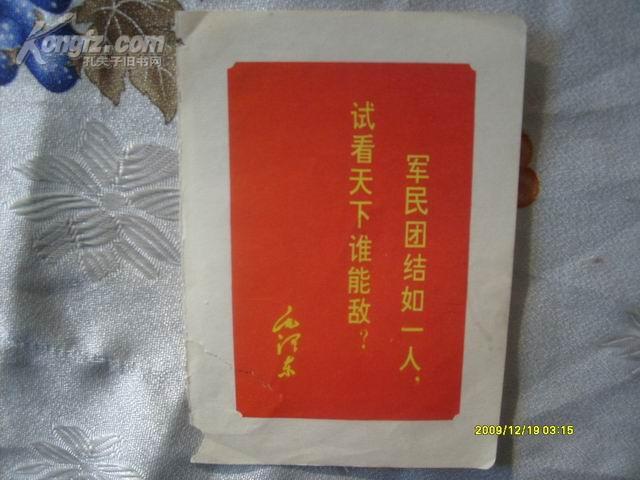 Kongfz.com
孔夫子旧书网
军民团结如一人，
试看天下谁能敌？
毛泽东
2009/12/19 03:15